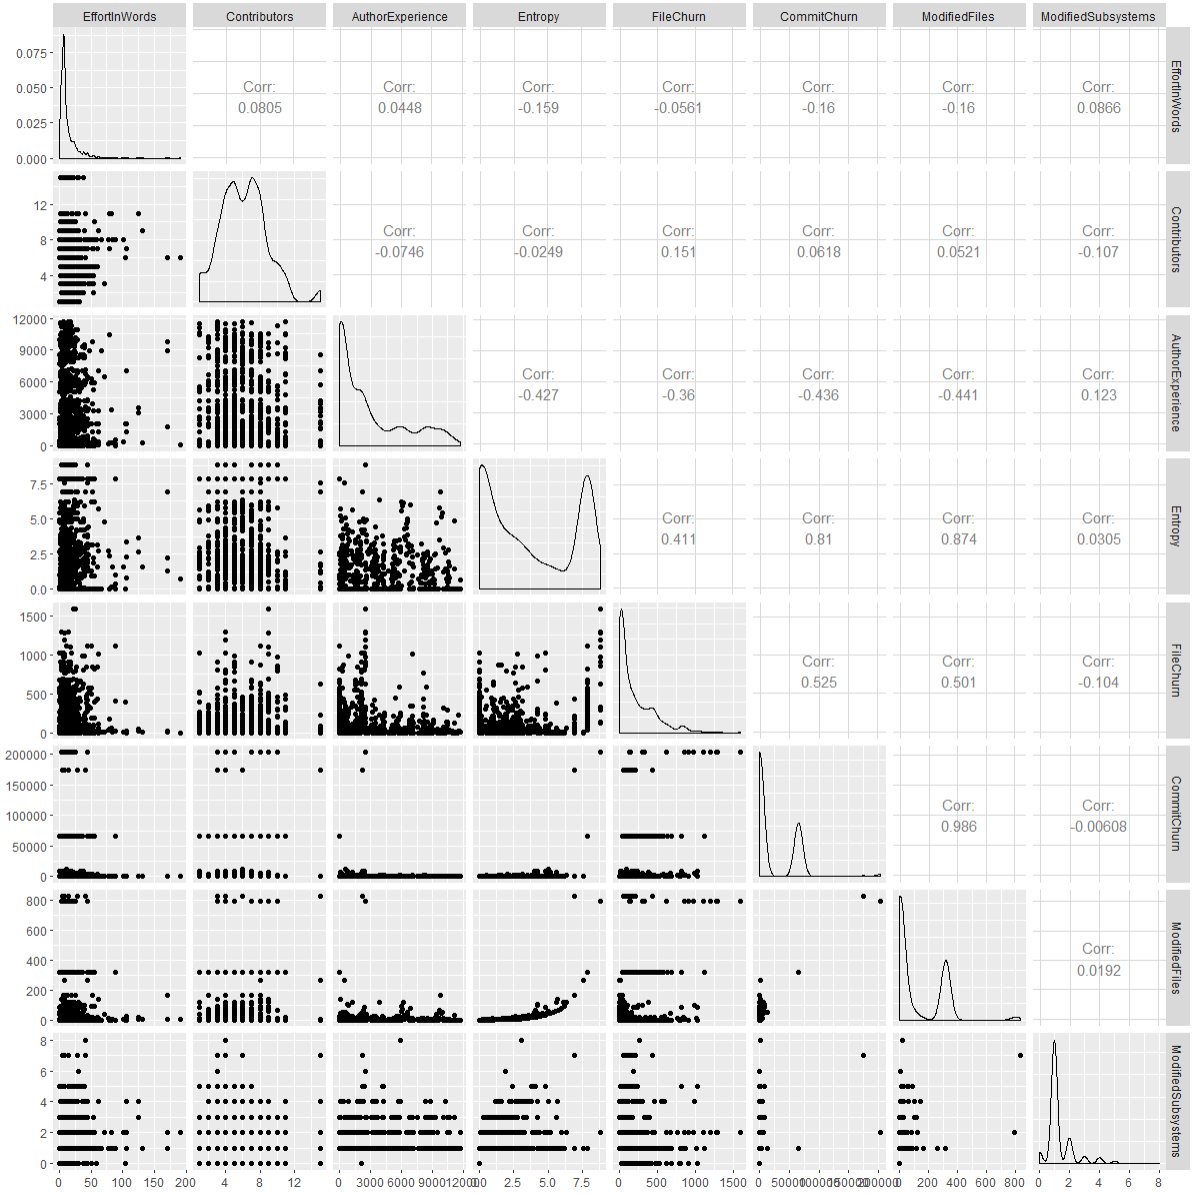 EffortInWords Contributors AuthorExperience Entropy FileChurn CommitChurn ModifiedFiles ModifiedSubsystems
0.075
0.050
0.025
0.000
Corr: Corr: Corr: Corr: Corr: Corr: Corr:
0.0805 0.0448 -0.159 -0.0561 -0.16 -0.16 0.0866
EffortInWords
12
8
4
Corr: Corr: Corr: Corr: Corr: Corr:
-0.0746 -0.0249 0.151 0.0618 0.0521 -0.107
Contributors
12000
9000
6000
3000
0
Corr: Corr: Corr: Corr: Corr:
-0.427 -0.36 -0.436 -0.441 0.123
AuthorExperience
7.5
5.0
2.5
0.0
Corr: Corr: Corr: Corr:
0.411 0.81 0.874 0.0305
Entropy
1500
1000
500
0
Corr: Corr: Corr:
0.525 0.501 -0.104
FileChurn
200000
150000
100000
50000
0
Corr: Corr:
0.986 -0.00608
CommitChurn
800
600
400
200
0
Corr:
0.0192
ModifiedFiles
8
6
4
2
0
ModifiedSubsystems
0 50 100 150 200 4 8 12 0 3000 6000 9000 12000 0.0 2.5 5.0 7.5 0 500 1000 1500 0 50000 100000 150000 200000 0 200 400 600 800 0 2 4 6 8